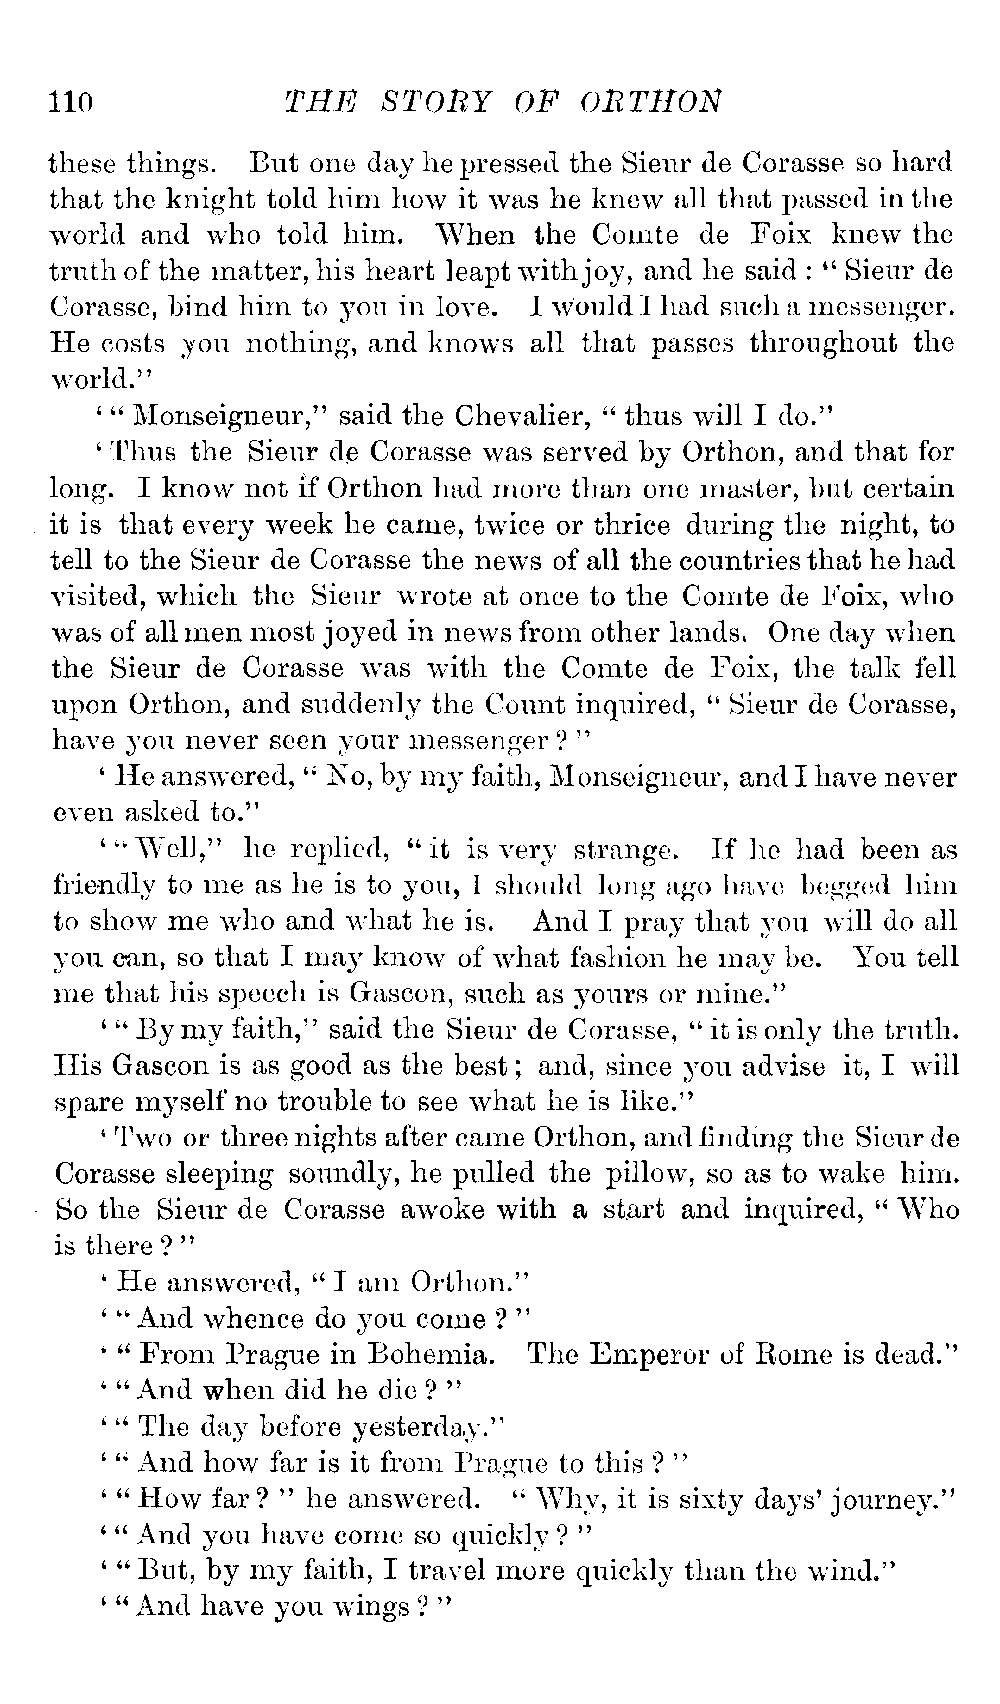 110 THE STORY OF ORTHON
these things. But one day he pressed the Sieur de Corasse so hard
that the knight told him how it was he knew all that passed in the
world and who told him. When the Comte de Foix knew the
truth of the matter, his heart leapt with joy, and he said : “ Sieur de
Corasse, bind him to you in love. I would I had such a messenger.
He costs you nothing, and knows all that passes throughout the
world.”
‘ “ Monseigneur,” said the Chevalier, “ thus will I do.”
‘ Thus the Sieur de Corasse was served by Orthon, and that for
long. I know not if Orthon had more than one master, but certain
it is that every week he came, twice or thrice during the night, to
tell to the Sieur de Corasse the news of all the countries that he had
visited, which the Sieur wrote at once to the Comte de Foix, who
was of all men most joyed in news from other lands. One day when
the Sieur de Corasse was with the Comte de Foix, the talk fell
upon Orthon, and suddenly the Count inquired, “ Sieur de Corasse,
have you never seen your messenger ? ”
‘ He answered, “ No, by my faith, Monseigneur, and I have never
even asked to.”
‘ “ Well,” he replied, “ it is very strange. If he had been as
friendly to me as he is to you, I should long ago have begged him
to show me who and what he is. And I pray that you will do all
you can, so that I may know of what fashion he may be. You tell
me that his speech is Gascon, such as yours or mine.”
‘ “ By my faith,” said the Sieur de Corasse, “ it is only the truth.
His Gascon is as good as the best ; and, since you advise it, I will
spare myself no trouble to see what he is like.”
‘ Two or three nights after came Orthon, and finding the Sieur de
Corasse sleeping soundly, he pulled the pillow, so as to wake him.
So the Sieur de Corasse awoke with a start and inquired, “ Who
is there ? ”
‘ He answered, “ I am Orthon.”
‘ “ And whence do you come ? ”
‘ “ From Prague in Bohemia. The Emperor of Rome is dead.”
‘ “ And when did he die ? ”
‘ “ The day before yesterday.”
‘ “ And how far is it from Prague to this ? ”
‘ “ How far ? ” he answered. “ Why, it is sixty days’ journey.”
‘ “ And you have come so quickly ? ”
‘ “ But, by my faith, I travel more quickly than the wind.”
‘ “ And have you wings ? ”